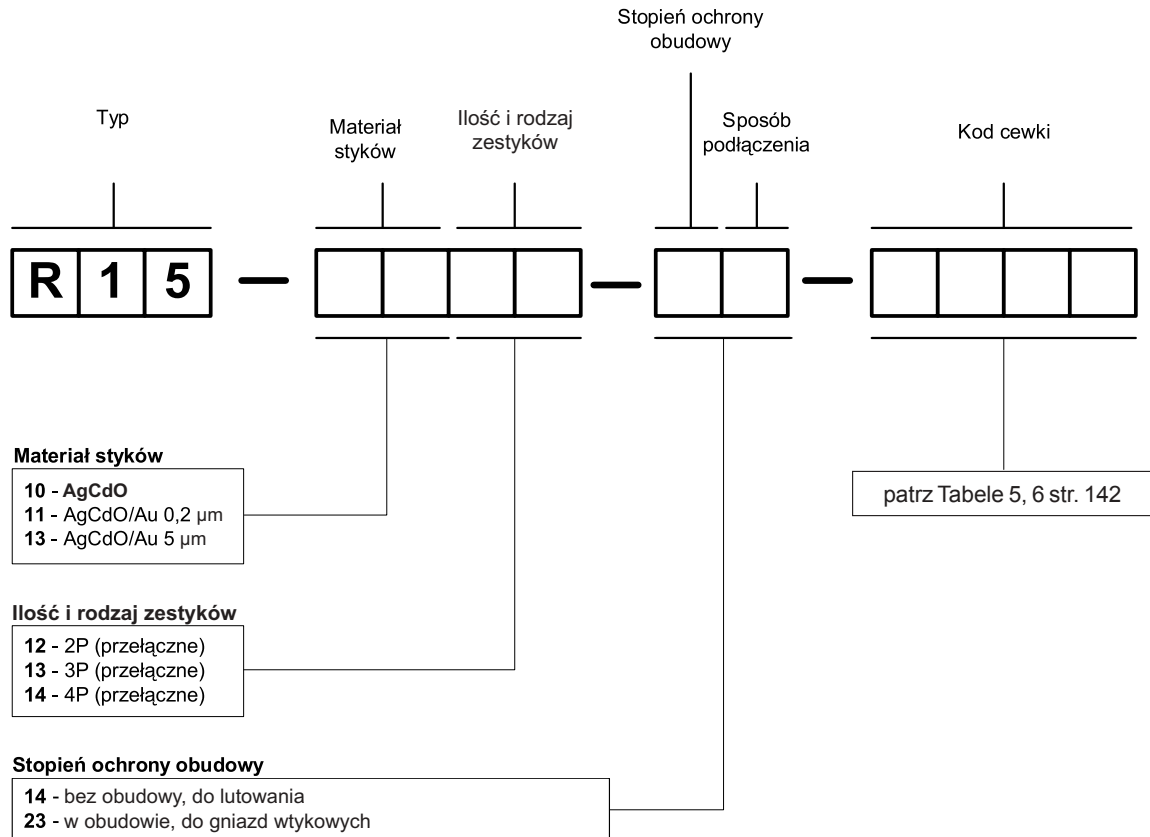 Stopień ochrony
obudowy
Typ
Materiał
styków
Ilość i rodzaj
zestyków
Sposób
podłączenia
Kod cewki
R 1 5 — — —
Materiał styków
10 - AgCdO
11 - AgCdO/Au 0,2 µm
13 - AgCdO/Au 5 µm
patrz Tabele 5, 6 str. 142
Ilość i rodzaj zestyków
12 - 2P (przełączne)
13 - 3P (przełączne)
14 - 4P (przełączne)
Stopień ochrony obudowy
14 - bez obudowy, do lutowania
23 - w obudowie, do gniazd wtykowych